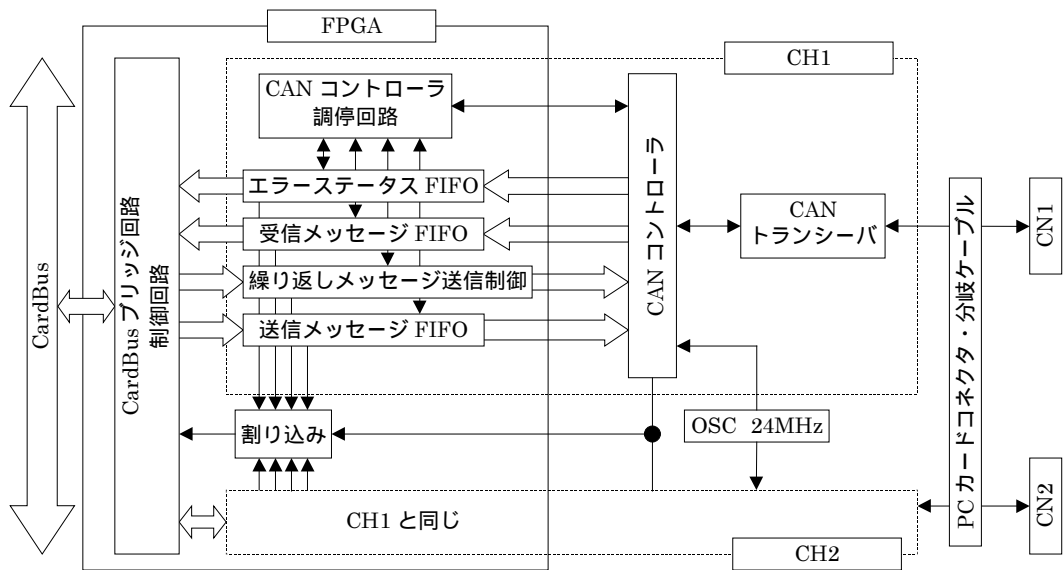 FPGA
CH1
CAN コントローラ
調停回路
エラーステータス FIFO
受信メッセージ FIFO
繰り返しメッセージ送信制御
送信メッセージ FIFO
割り込み
CardBus
CardBus ブリッジ回路
制御回路
CAN コントローラ
CAN
トランシーバ
OSC 24MHz
PC カードコネクタ・分岐ケーブル
CN1
CN2
CH1 と同じ
CH2